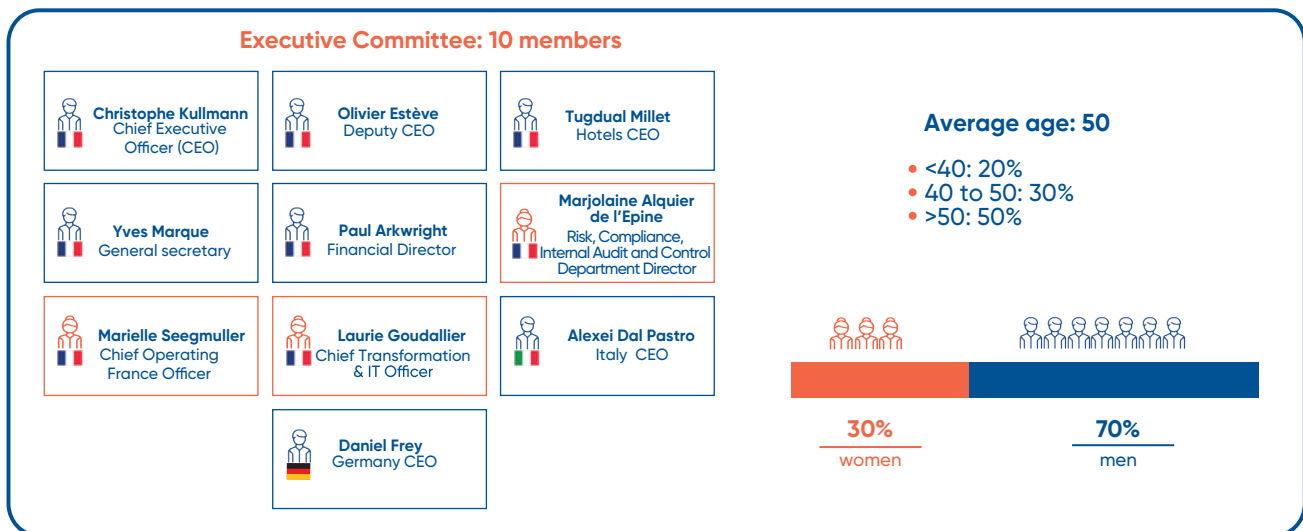 Executive Committee: 10 members
Christophe Kullmann
Chief Executive
Officer (CEO)
Olivier Estève
Deputy CEO
Tugdual Millet
Hotels CEO
Yves Marque
General secretary
Paul Arkwright
Financial Director
Marjolaine Alquier
de l’Epine
Risk, Compliance,
Internal Audit and Control
Department Director
Marielle Seegmuller
Chief Operating
France Officer
Laurie Goudallier
Chief Transformation
& IT Officer
Alexei Dal Pastro
Italy CEO
Daniel Frey
Germany CEO
Average age: 50
• <40: 20%
• 40 to 50: 30%
• >50: 50%
30%
women
70%
men